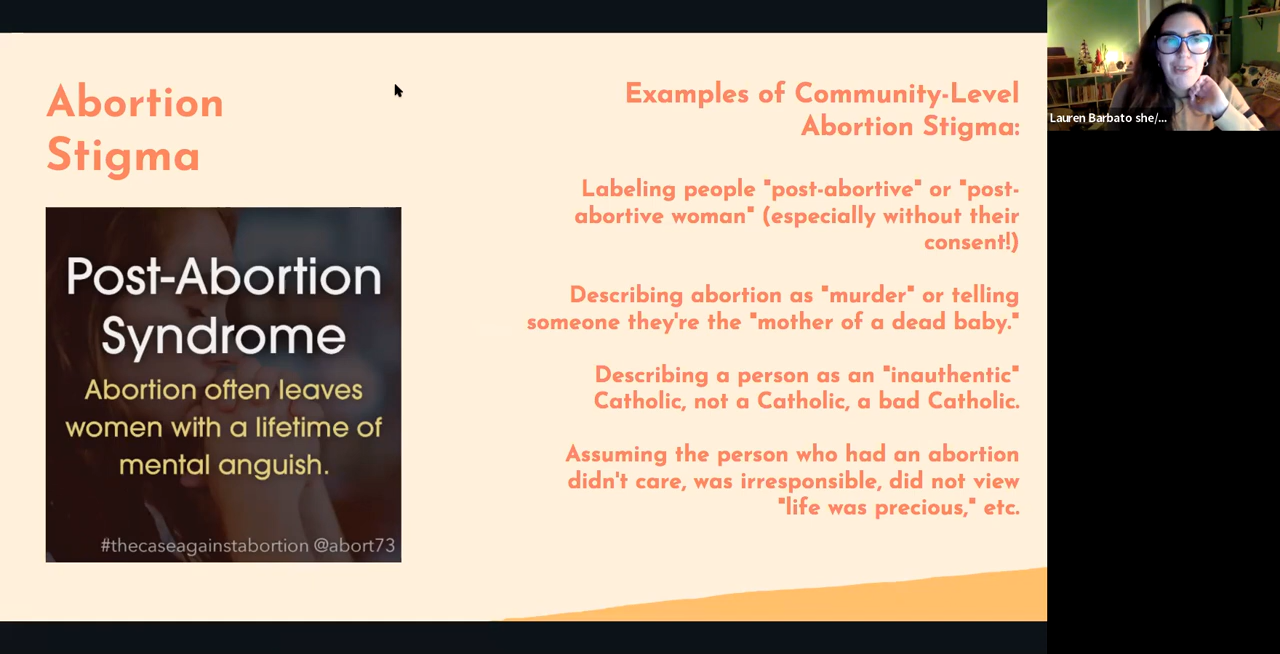 Abortion
Stigma
Post-Abortion
Syndrome
Abortion often leaves
women with a lifetime of
mental anguish.
#thecaseagainstabortion @abort73
Examples of Community-Level
Abortion Stigma:
Labeling people "post-abortive" or "post-
abortive woman" (especially without their
consent!)
Describing abortion as "murder" or telling
someone they're the "mother of a dead baby."
Describing a person as an "inauthentic"
Catholic, not a Catholic, a bad Catholic.
Assuming the person who had an abortion
didn't care, was irresponsible, did not view
"life was precious," etc.
Lauren Barbato she/...